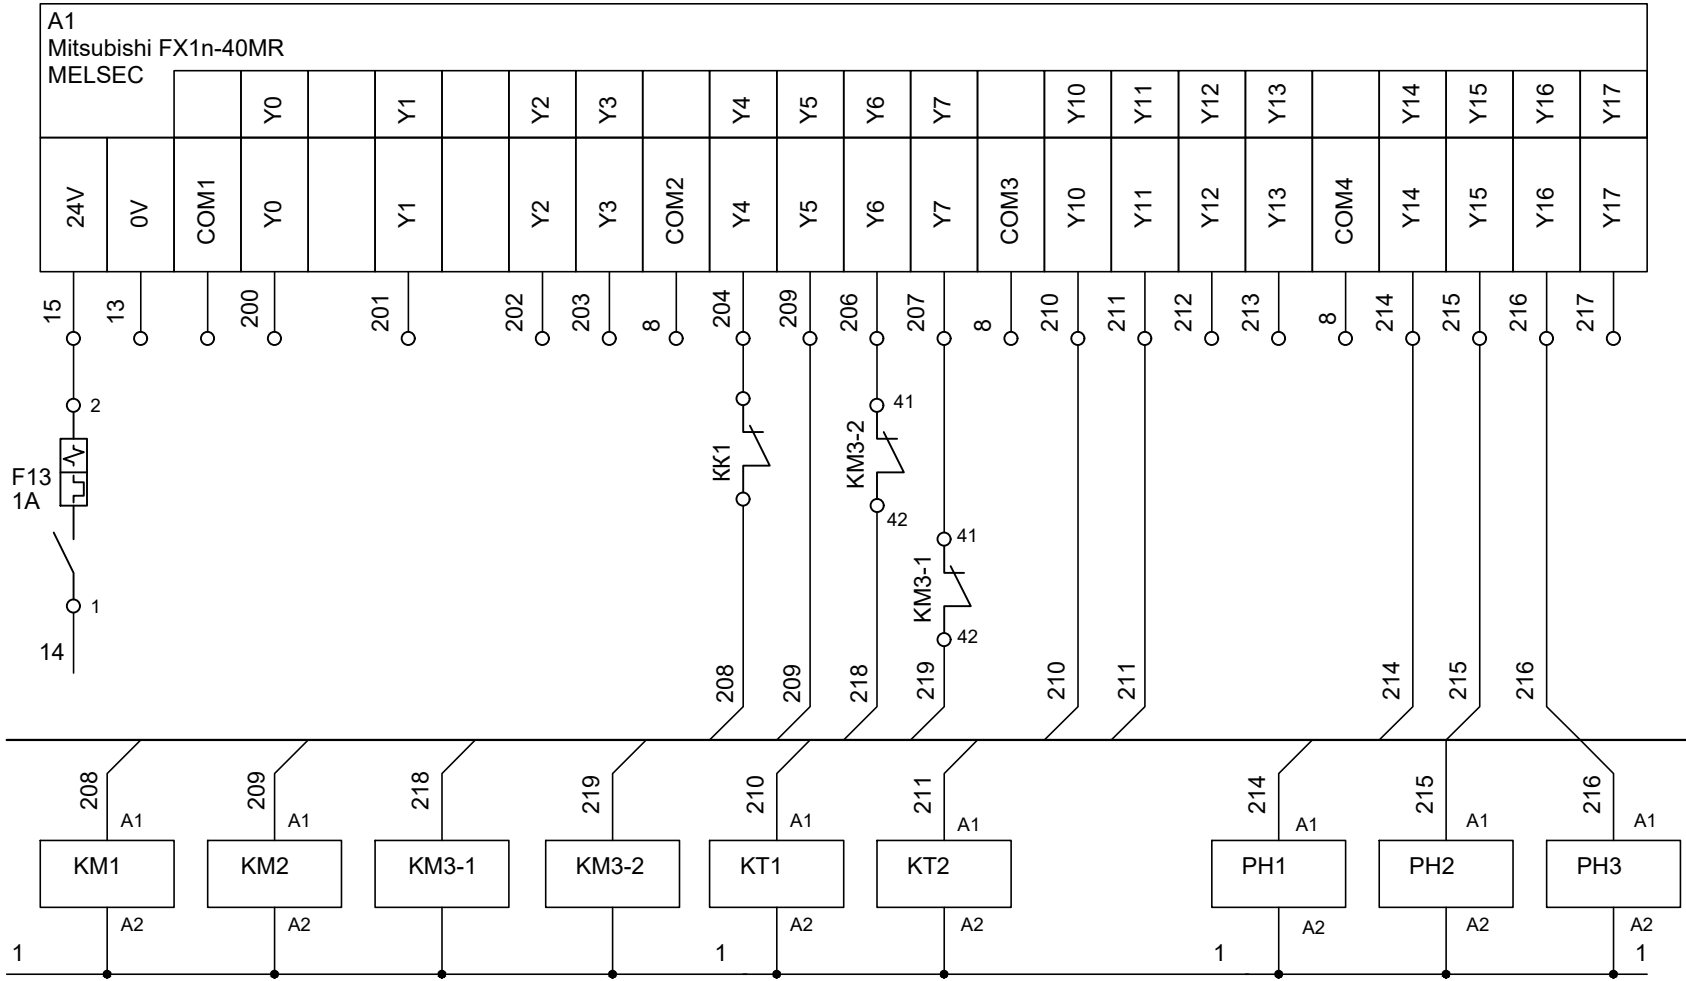 A1
Mitsubishi FX1n-40MR
MELSEC
Y0 Y1 Y2 Y3 Y4 Y5 Y6 Y7 Y10 Y11 Y12 Y13 Y14 Y15 Y16 Y17
24V 0V COM1 Y0 Y1 Y2 Y3 COM2 Y4 Y5 Y6 Y7 COM3 Y10 Y11 Y12 Y13 COM4 Y14 Y15 Y16 Y17
15 13 200 201 202 203 8 204 209 206 207 8 210 211 212 213 8 214 215 216 217
2 41
KK1 KM3-2
F13
1A
42
41
KM3-1
1
42
14
208 209 218 219 210 211 214 215 216
208 209 218 219 210 211 214 215 216
A1 A1 A1 A1 A1 A1 A1
KM1 KM2 KM3-1 KM3-2 KT1 KT2 PH1 PH2 PH3
A2 A2 A2 A2 A2 A2 A2
1 1 1 1